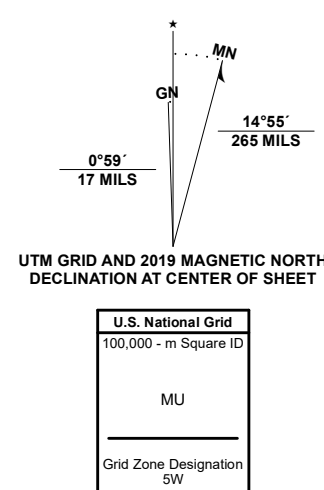 ★
MN
GN
14°55´
265 MILS
0°59´
17 MILS
UTM GRID AND 2019 MAGNETIC NORTH
DECLINATION AT CENTER OF SHEET
U.S. National Grid
100,000 - m Square ID
MU
Grid Zone Designation
5W